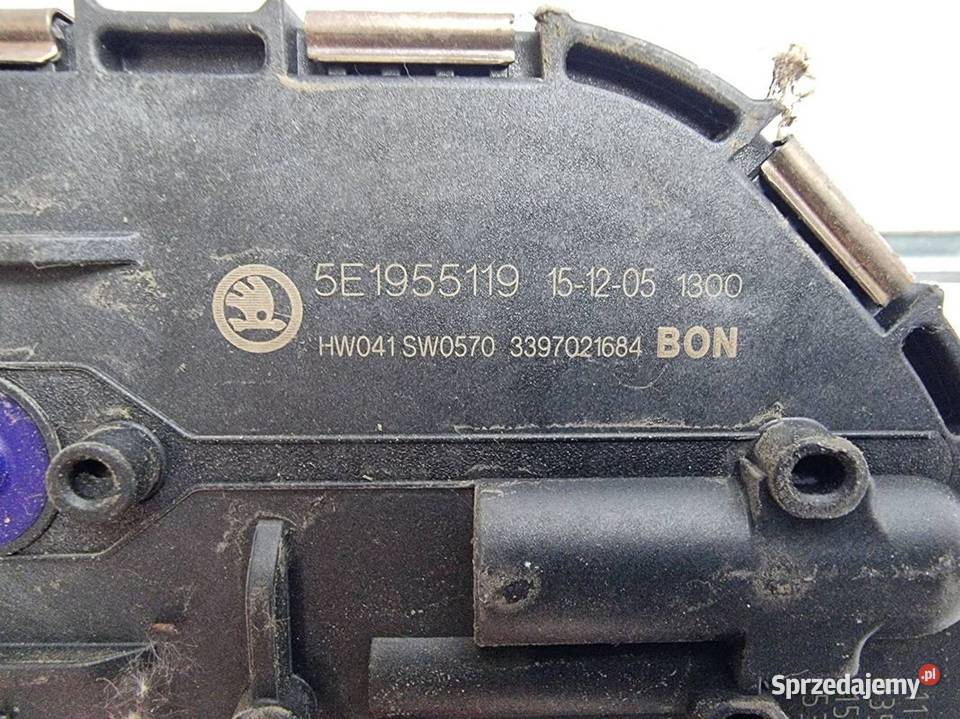 5E1955119 15-12-05 1300
HW041 SW0570 3397021684 BON
Sprzedajemy.pl